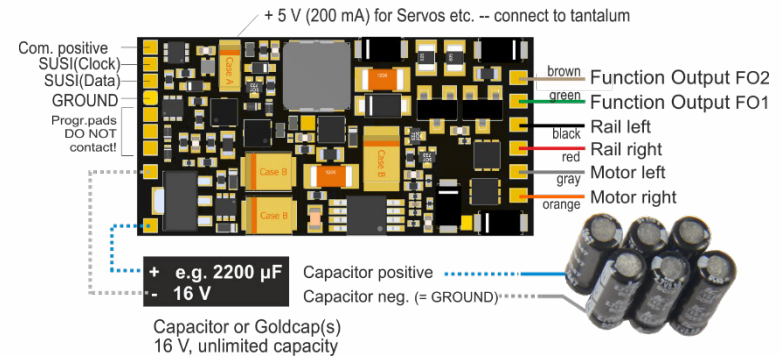 + 5 V (200 mA) for Servos etc. -- connect to tantalum
Com. positive
SUSI(Clock)
SUSI(Data)
GROUND
Progr.pads
DO NOT
contact!
Case A
1206
Case B
Case B
1206
Case B
brown
Function Output FO2
green
Function Output FO1
black
Rail left
red
Rail right
gray
Motor left
orange
Motor right
+ e.g. 2200 µF
- 16 V
Capacitor positive
Capacitor neg. (= GROUND)
Capacitor or Goldcap(s)
16 V, unlimited capacity